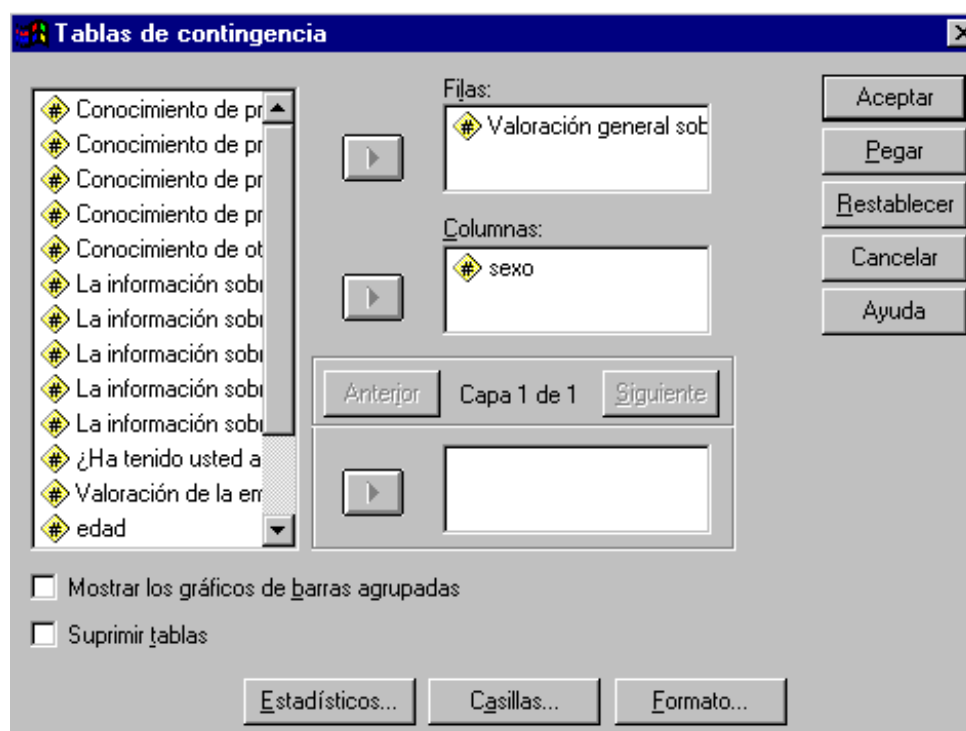 Tablas de contingencia
Conocimiento de pr
Conocimiento de pr
Conocimiento de pr
Conocimiento de pr
Conocimiento de ot
La información sobr
La información sobr
La información sobr
La información sobr
La información sobr
¿Ha tenido usted a
Valoración de la em
edad
Filas:
Valoración general sob
Columnas:
sexo
Anterior
Capa 1 de 1
Siguiente
Aceptar
Pegar
Restablecer
Cancelar
Ayuda
Mostrar los gráficos de barras agrupadas
Suprimir tablas
Estadísticos...
Casillas...
Formato...